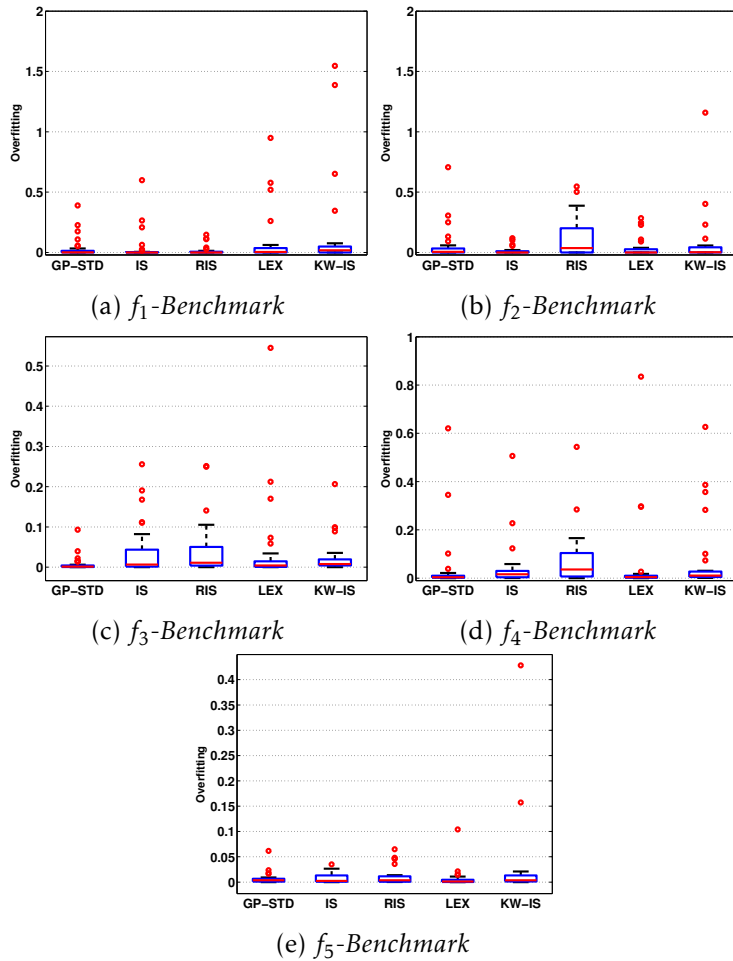 2
1.5
1
0.5
0
Overfitting
GP–STD IS RIS LEX KW–IS
(a) f₁-Benchmark
2
1.5
1
0.5
0
Overfitting
GP–STD IS RIS LEX KW–IS
(b) f₂-Benchmark
0.5
0.4
0.3
0.2
0.1
0
Overfitting
GP–STD IS RIS LEX KW–IS
(c) f₃-Benchmark
1
0.8
0.6
0.4
0.2
0
Overfitting
GP–STD IS RIS LEX KW–IS
(d) f₄-Benchmark
0.4
0.35
0.3
0.25
0.2
0.15
0.1
0.05
0
Overfitting
GP–STD IS RIS LEX KW–IS
(e) f₅-Benchmark